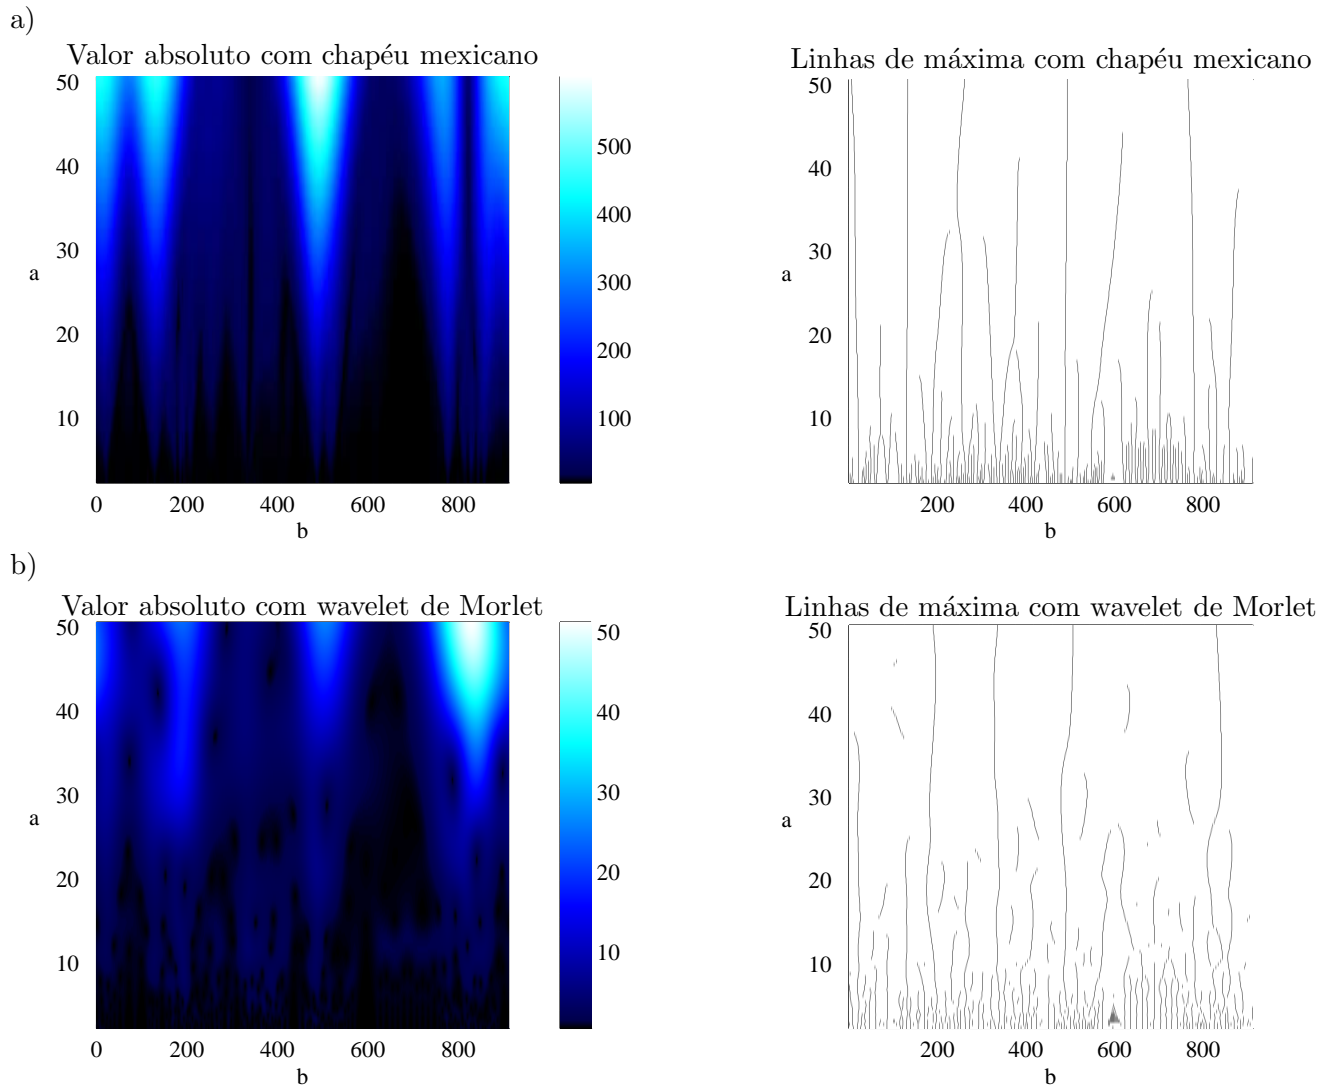 a)
Valor absoluto com chapéu mexicano
Linhas de máxima com chapéu mexicano
50
40
30
20
10
a
0 200 400 600 800
b
500
400
300
200
100
50
40
30
20
10
a
200 400 600 800
b
b)
Valor absoluto com wavelet de Morlet
Linhas de máxima com wavelet de Morlet
50
40
30
20
10
a
0 200 400 600 800
b
50
40
30
20
10
50
40
30
20
10
a
200 400 600 800
b